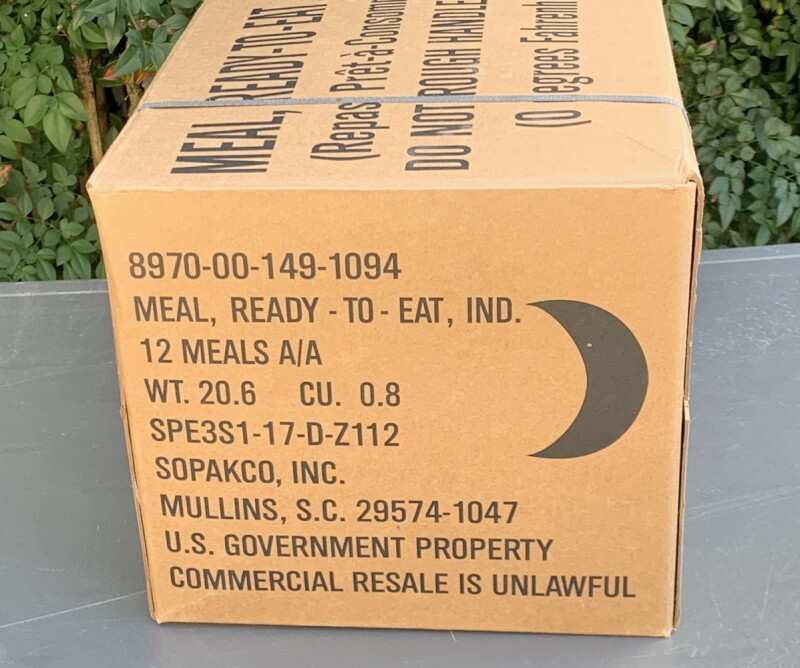 MEAL, READY-TO-EAT
(Repas Prêt-à-
DO NOT ROUGH
8970-00-149-1094
MEAL, READY - TO - EAT, IND.
12 MEALS A/A
WT. 20.6 CU. 0.8
SPE3S1-17-D-Z112
SOPAKCO, INC.
MULLINS, S.C. 29574-1047
U.S. GOVERNMENT PROPERTY
COMMERCIAL RESALE IS UNLAWFUL